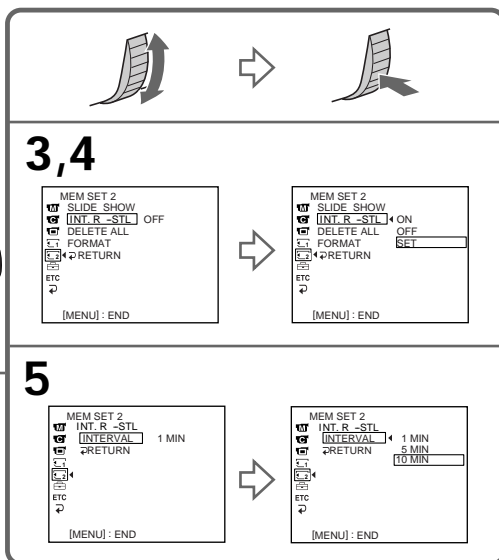 3,4
MEM SET 2
SLIDE SHOW
INT. R –STL OFF
DELETE ALL
FORMAT
RETURN
ETC
[MENU] : END
MEM SET 2
SLIDE SHOW
INT. R –STL ON
DELETE ALL OFF
FORMAT SET
RETURN
ETC
[MENU] : END
5
MEM SET 2
INT. R –STL
INTERVAL 1 MIN
RETURN
ETC
[MENU] : END
MEM SET 2
INT. R –STL
INTERVAL 1 MIN
RETURN 5 MIN
10 MIN
ETC
[MENU] : END